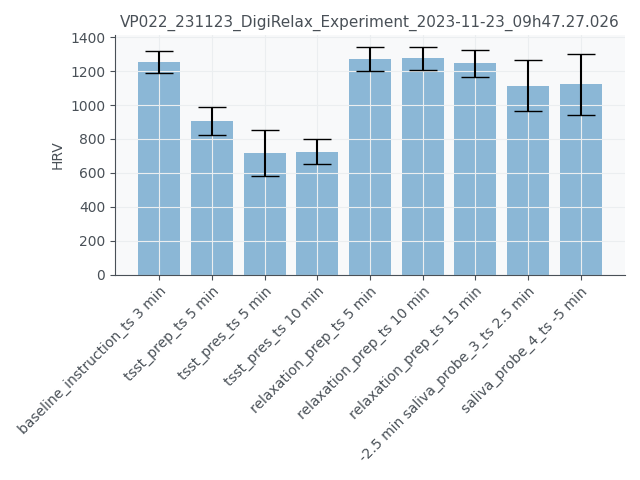 VP022_231123_DigiRelax_Experiment_2023-11-23_09h47.27.026
HRV
1400
1200
1000
800
600
400
200
0
baseline_instruction_ts 3 min
tsst_prep_ts 5 min
tsst_pres_ts 5 min
tsst_pres_ts 10 min
relaxation_prep_ts 5 min
relaxation_prep_ts 10 min
relaxation_prep_ts 15 min
-2.5 min saliva_probe_3_ts 2.5 min
saliva_probe_4_ts -5 min